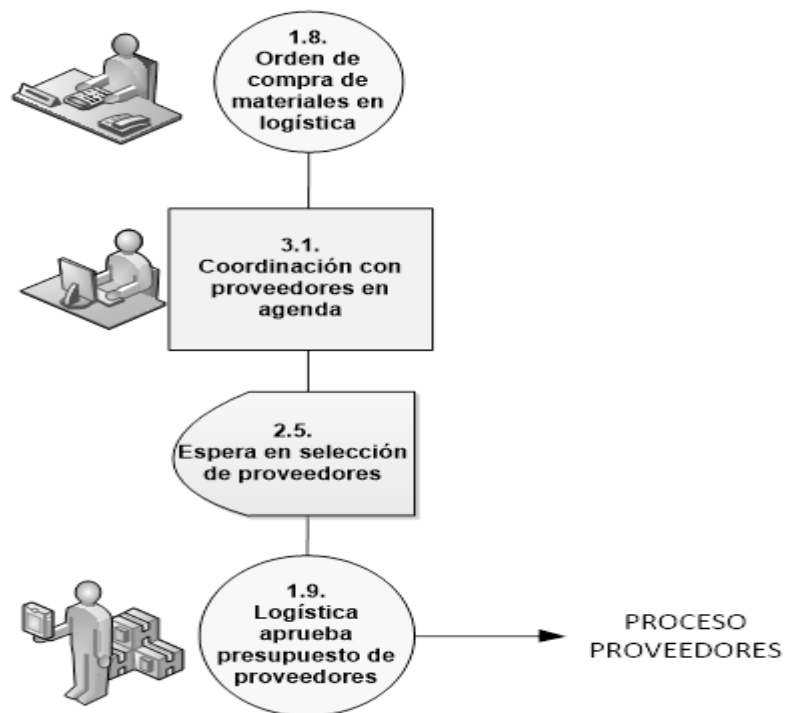 1.8.
Orden de
compra de
materiales en
logística
3.1.
Coordinación con
proveedores en
agenda
2.5.
Espera en selección
de proveedores
1.9.
Logística
aprueba
presupuesto de
proveedores
PROCESO
PROVEEDORES